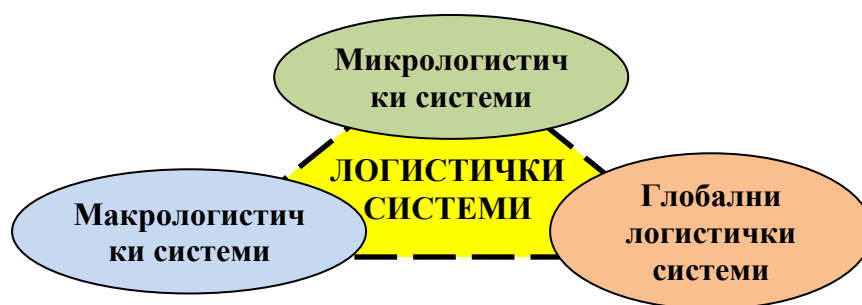 Микрологистич
ки системи
ЛОГИСТИЧКИ
СИСТЕМИ
Макрологистич
ки системи
Глобални
логистички
системи